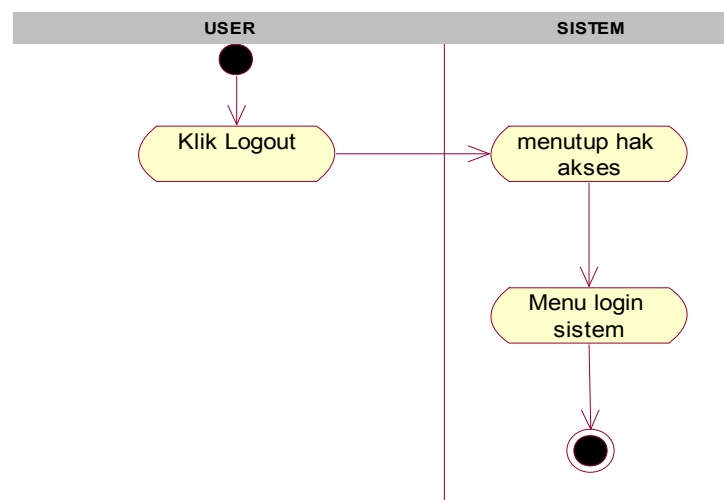 USER
SISTEM
Klik Logout
menutup hak
akses
Menu login
sistem